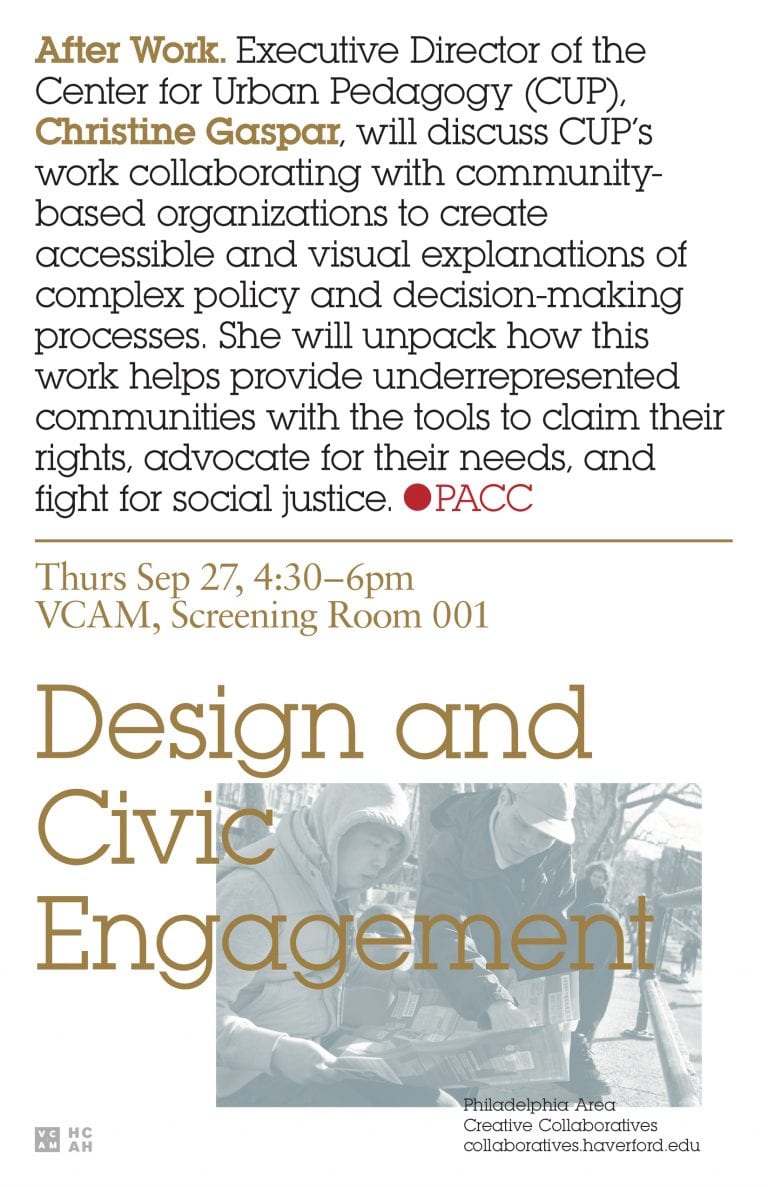 After Work. Executive Director of the
Center for Urban Pedagogy (CUP),
Christine Gaspar, will discuss CUP’s
work collaborating with community-
based organizations to create
accessible and visual explanations of
complex policy and decision-making
processes. She will unpack how this
work helps provide underrepresented
communities with the tools to claim their
rights, advocate for their needs, and
fight for social justice. ●PACC
Thurs Sep 27, 4:30–6pm
VCAM, Screening Room 001
Design and
Civic
Engagement
Philadelphia Area
Creative Collaboratives
collaboratives.haverford.edu
VC
AM
HC
AH